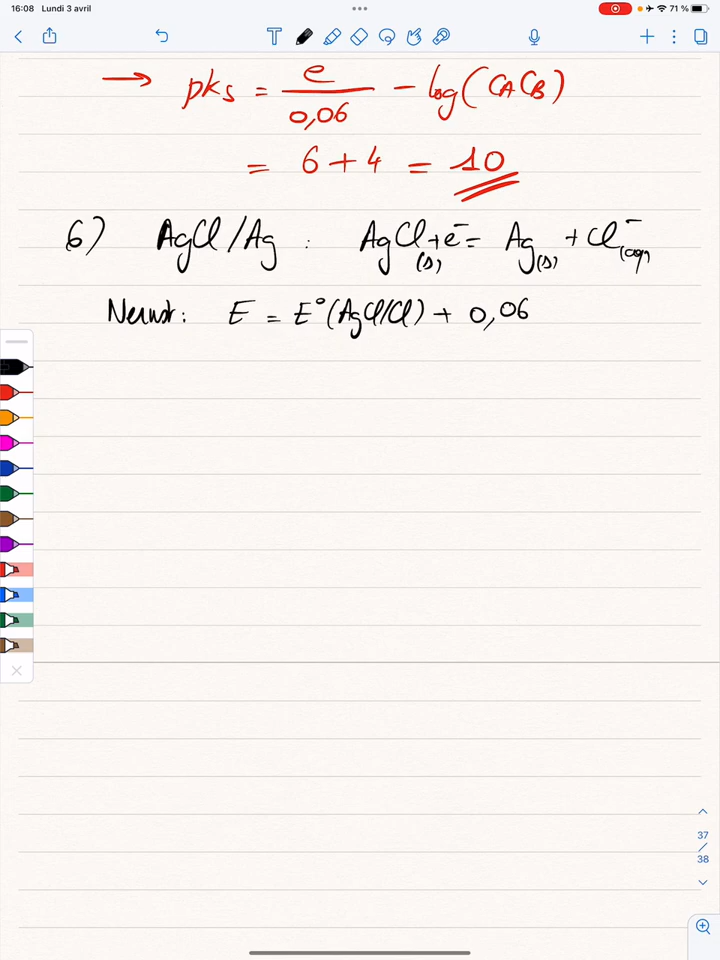 16:08 Lundi 3 avril 71 %
→ pks = e/0,06 - log(CACB)
= 6 + 4 = 10
6) AgCl/Ag : AgCl(s) + e⁻ = Ag(s) + Cl⁻(aq)
Nernst: E = E°(AgCl/Cl) + 0,06
37
/
38